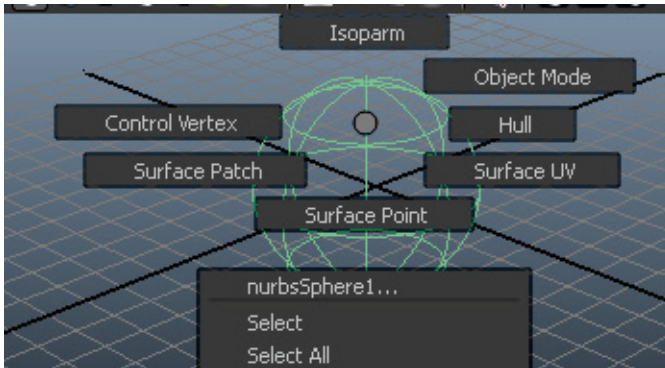 Isoparm
Object Mode
Control Vertex
Hull
Surface Patch
Surface UV
Surface Point
nurbsSphere1...
Select
Select All